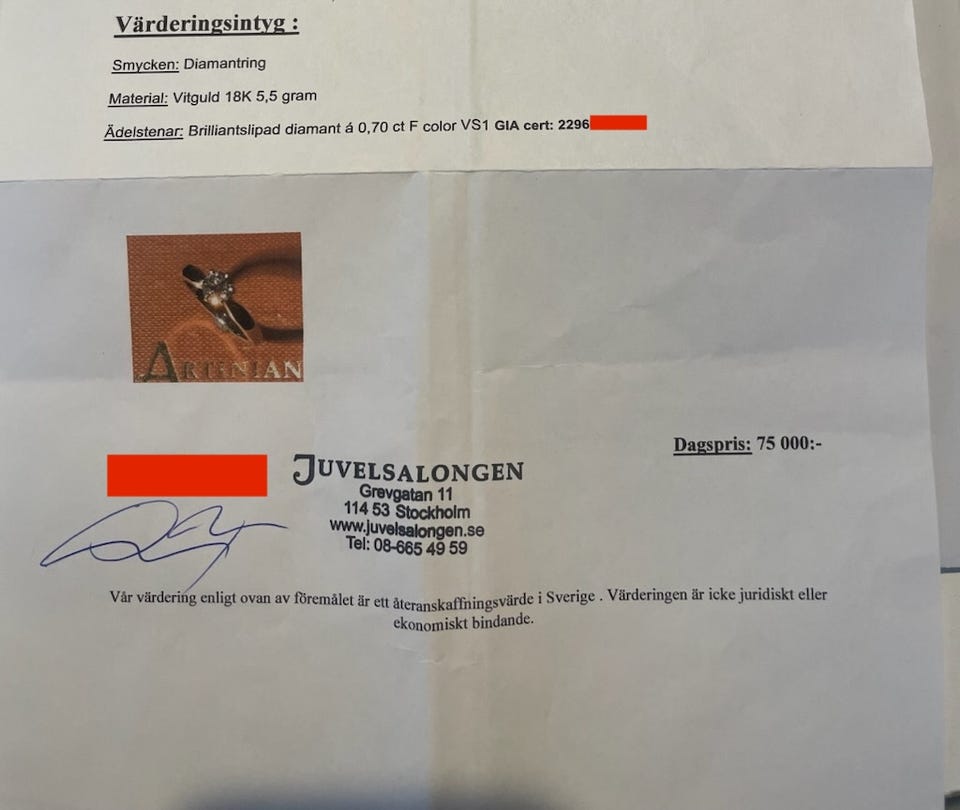 Värderingsintyg :
Smycken: Diamantring
Material: Vitguld 18K 5,5 gram
Ädelstenar: Brilliantslipad diamant á 0,70 ct F color VS1 GIA cert: 2296
ARTINIAN
Dagspris: 75 000:-
JUVELSALONGEN
Grevgatan 11
114 53 Stockholm
www.juvelsalongen.se
Tel: 08-665 49 59
Vår värdering enligt ovan av föremålet är ett återanskaffningsvärde i Sverige . Värderingen är icke juridiskt eller
ekonomiskt bindande.